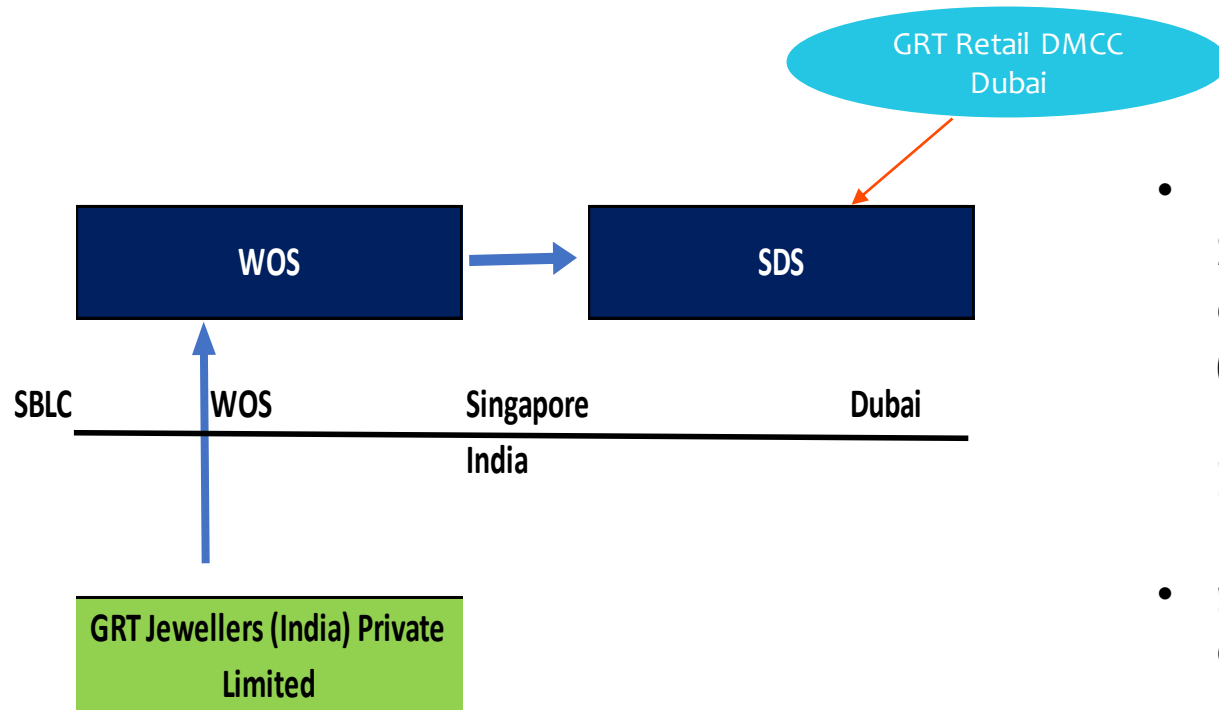 GRT Retail DMCC
Dubai
WOS
SDS
SBLC WOS Singapore Dubai
India
GRT Jewellers (India) Private
Limited